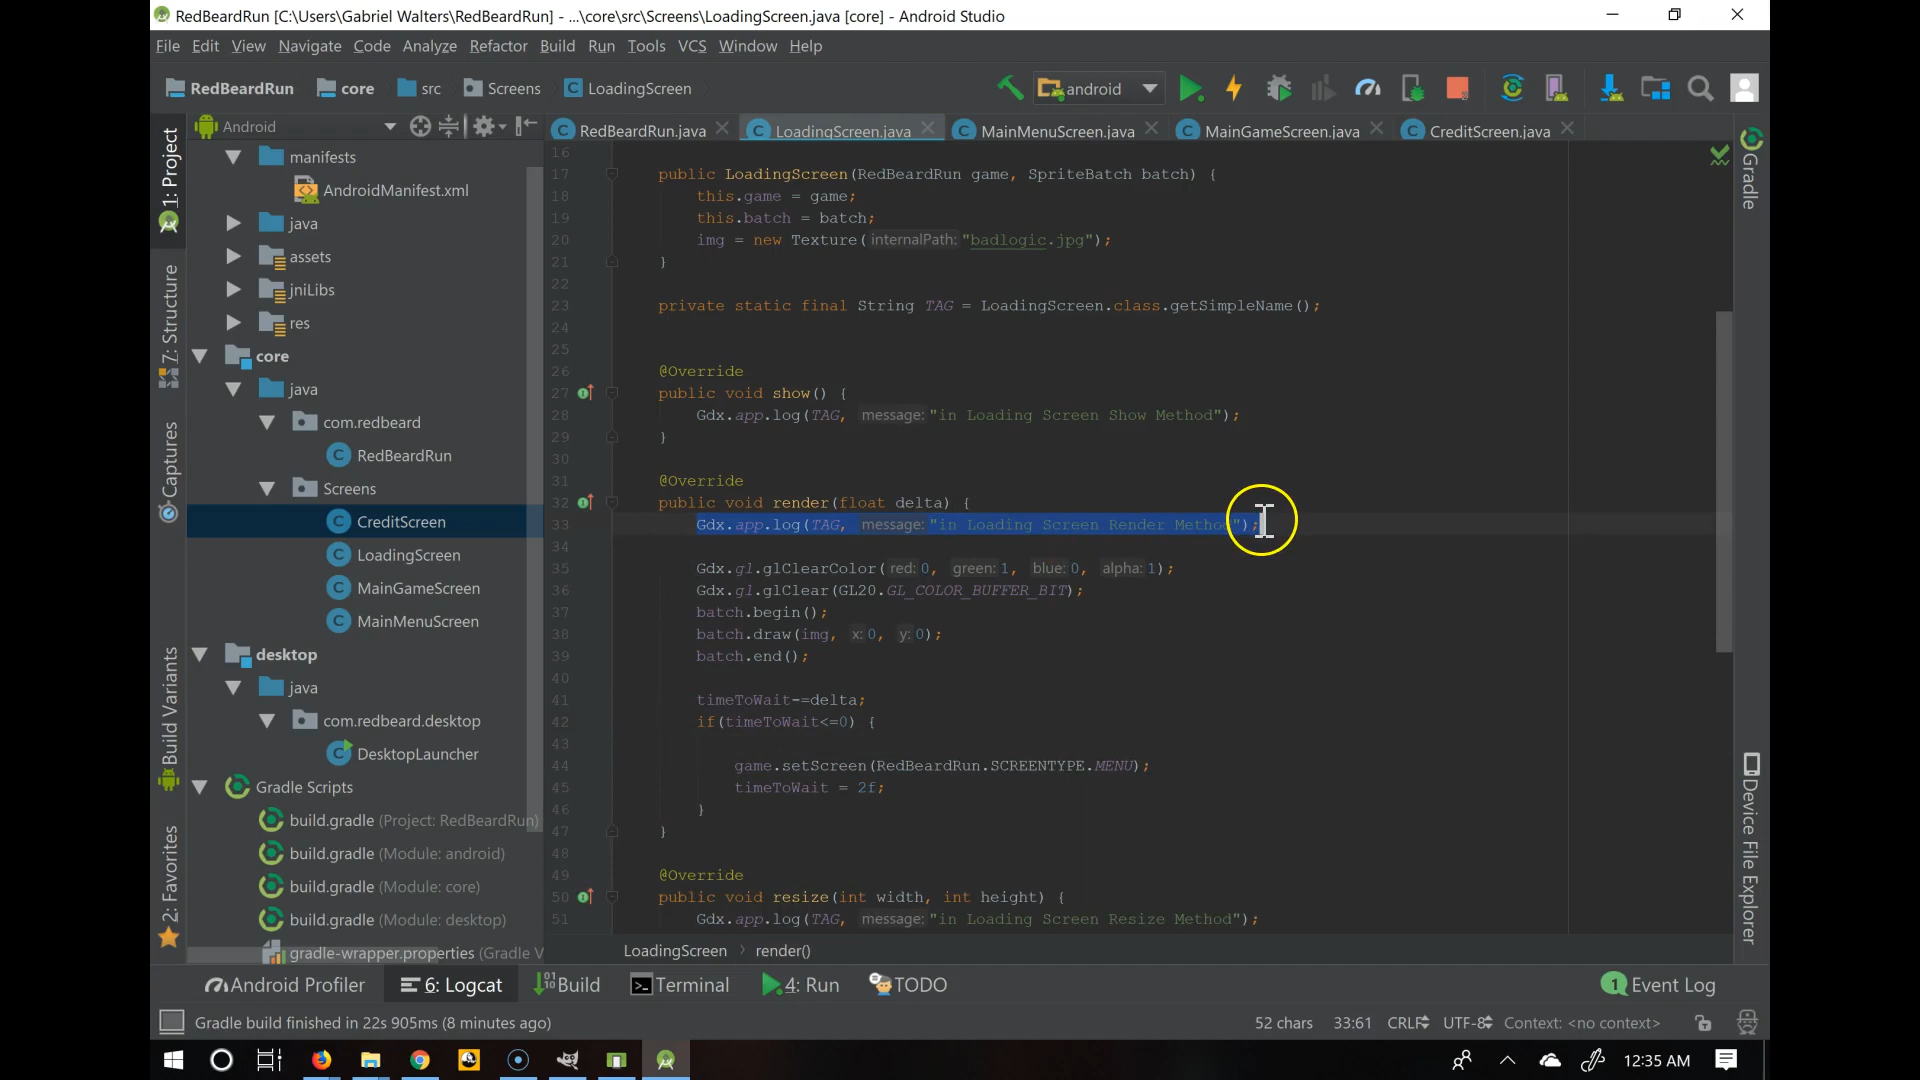 RedBeardRun [C:\Users\Gabriel Walters\RedBeardRun] - ...\core\src\Screens\LoadingScreen.java [core] - Android Studio
File Edit View Navigate Code Analyze Refactor Build Run Tools VCS Window Help
RedBeardRun core src Screens LoadingScreen android
Android
RedBeardRun.java LoadingScreen.java MainMenuScreen.java MainGameScreen.java CreditScreen.java
1: Project
7: Structure
Captures
Build Variants
2: Favorites
manifests
AndroidManifest.xml
java
assets
jniLibs
res
core
java
com.redbeard
RedBeardRun
Screens
CreditScreen
LoadingScreen
MainGameScreen
MainMenuScreen
desktop
java
com.redbeard.desktop
DesktopLauncher
Gradle Scripts
build.gradle (Project: RedBeardRun)
build.gradle (Module: android)
build.gradle (Module: core)
build.gradle (Module: desktop)
gradle-wrapper.properties (Gradle V
16
17 public LoadingScreen(RedBeardRun game, SpriteBatch batch) {
18 this.game = game;
19 this.batch = batch;
20 img = new Texture( internalPath: "badlogic.jpg");
21 }
22
23 private static final String TAG = LoadingScreen.class.getSimpleName();
24
25
26 @Override
27 public void show() {
28 Gdx.app.log(TAG, message: "in Loading Screen Show Method");
29 }
30
31 @Override
32 public void render(float delta) {
33 Gdx.app.log(TAG, message: "in Loading Screen Render Method");
34
35 Gdx.gl.glClearColor( red: 0, green: 1, blue: 0, alpha: 1);
36 Gdx.gl.glClear(GL20.GL_COLOR_BUFFER_BIT);
37 batch.begin();
38 batch.draw(img, x: 0, y: 0);
39 batch.end();
40
41 timeToWait-=delta;
42 if(timeToWait<=0) {
43
44 game.setScreen(RedBeardRun.SCREENTYPE.MENU);
45 timeToWait = 2f;
46 }
47 }
48
49 @Override
50 public void resize(int width, int height) {
51 Gdx.app.log(TAG, message: "in Loading Screen Resize Method");
LoadingScreen render()
Gradle
Device File Explorer
Android Profiler 6: Logcat Build Terminal 4: Run TODO 1 Event Log
Gradle build finished in 22s 905ms (8 minutes ago) 52 chars 33:61 CRLF UTF-8 Context: <no context>
12:35 AM